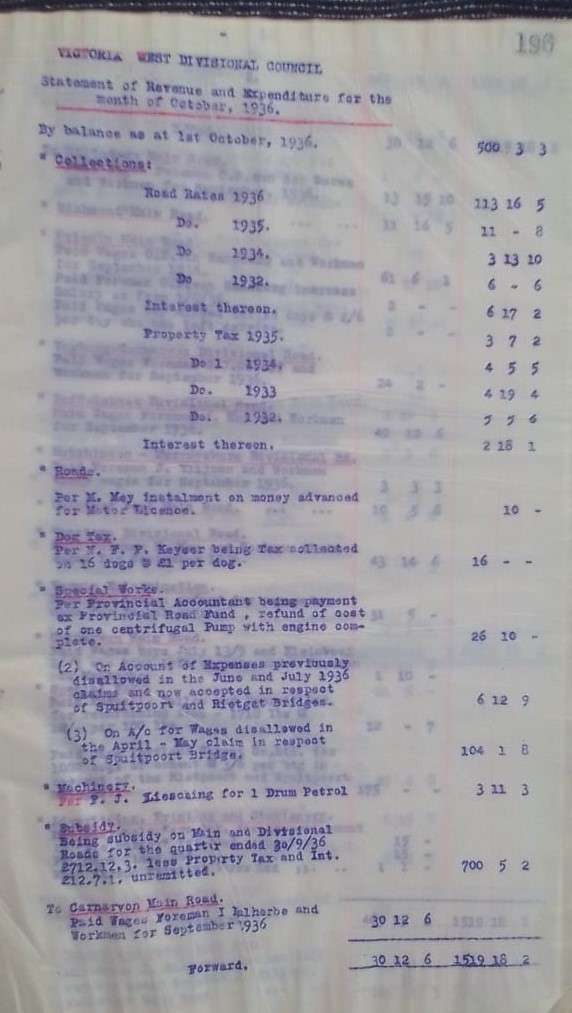 196
VICTORIA WEST DIVISIONAL COUNCIL
Statement of Revenue and Expenditure for the
month of October, 1936.
By balance as at 1st October, 1936. 500 3 3
" Collections:
Road Rates 1936 113 16 5
Do. 1935. 11 - 8
Do 1934. 3 13 10
Do 1932. 6 - 6
Interest thereon. 6 17 2
Property Tax 1935. 3 7 2
Do 1 1934. 4 5 5
Do. 1933 4 19 4
Do. 1932. 5 5 6
Interest thereon. 2 18 1
" Roads.
Per M. May instalment on money advanced
for Motor Licence. 10 -
" Dog Tax.
Per N. F. P. Keyser being Tax collected
on 16 dogs @ £1 per dog. 16 - -
" Special Works.
Per Provincial Accountant being payment
ex Provincial Road Fund , refund of cost
of one centrifugal Pump with engine com-
plete. 26 10 -
(2) On Account of Expenses previously
disallowed in the June and July 1936
claims and now accepted in respect
of Spuitpoort and Rietgat Bridges. 6 12 9
(3) On A/c for Wages disallowed in
the April - May claim in respect
of Spuitpoort Bridge. 104 1 8
" Machinery.
Per P. J. Liesching for 1 Drum Petrol 3 11 3
" Subsidy.
Being subsidy on Main and Divisional
Roads for the quarter ended 30/9/36
£712.12.3. less Property Tax and Int.
£12.7.1. unremitted. 700 5 2
To Carnarvon Main Road.
Paid Wages Foreman I Malherbe and
Workmen for September 1936 30 12 6
Forward. 30 12 6 1519 18 2